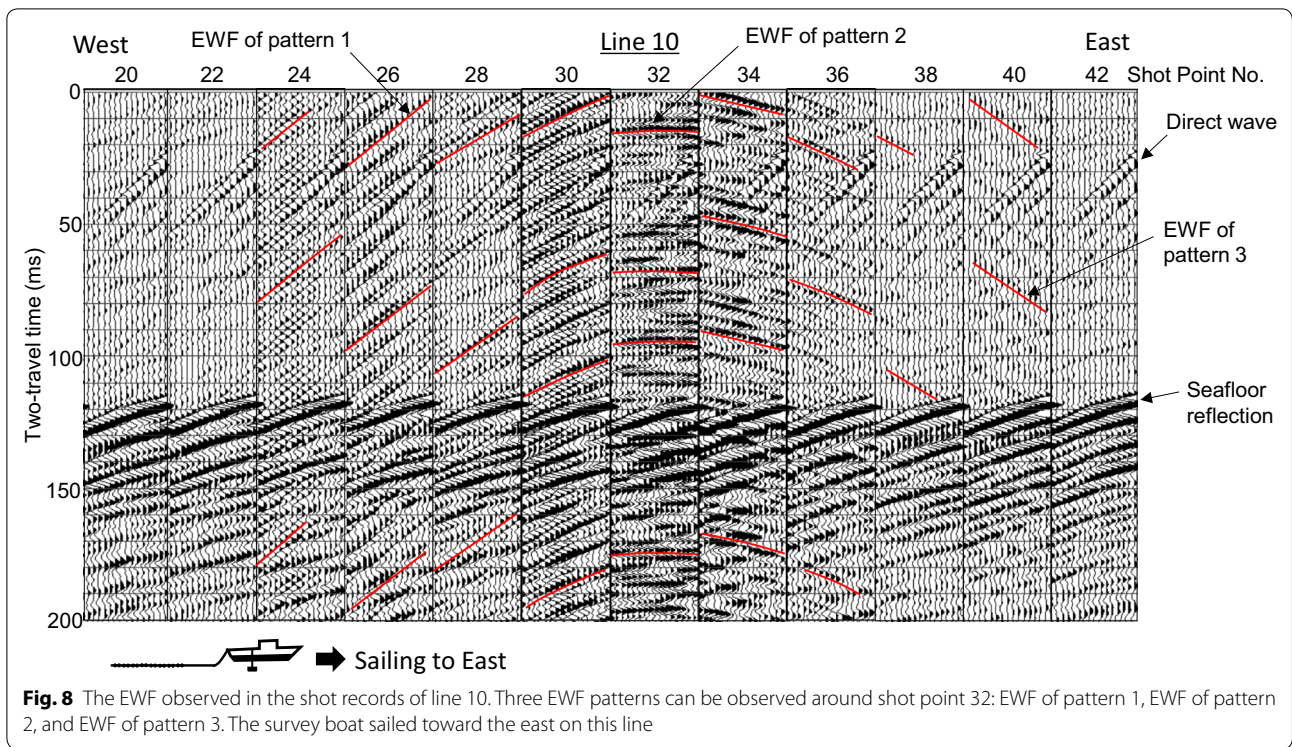 West
EWF of pattern 1
Line 10
EWF of pattern 2
East
20 22 24 26 28 30 32 34 36 38 40 42 Shot Point No.
0
Direct wave
50
EWF of
pattern 3
Two-travel time (ms)
100
Seafloor
reflection
150
200
Sailing to East
Fig. 8 The EWF observed in the shot records of line 10. Three EWF patterns can be observed around shot point 32: EWF of pattern 1, EWF of pattern
2, and EWF of pattern 3. The survey boat sailed toward the east on this line